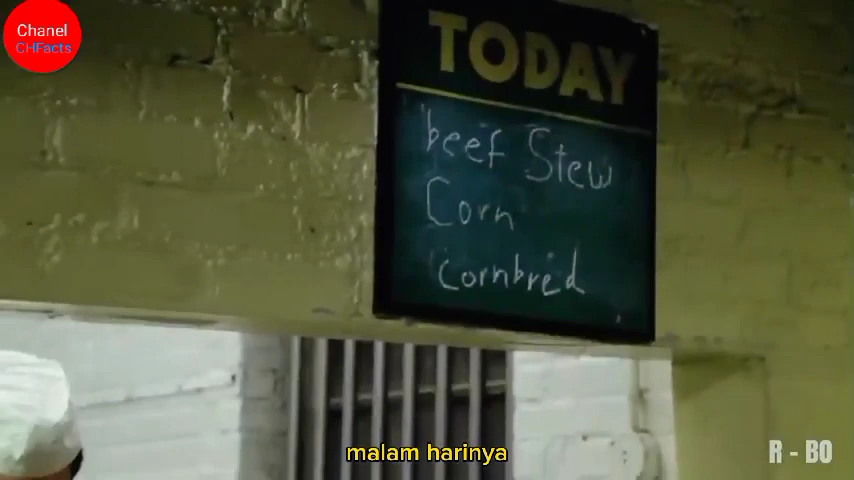 Chanel
CHFacts
TODAY
beef Stew
Corn
cornbred
malam harinya
R - BO